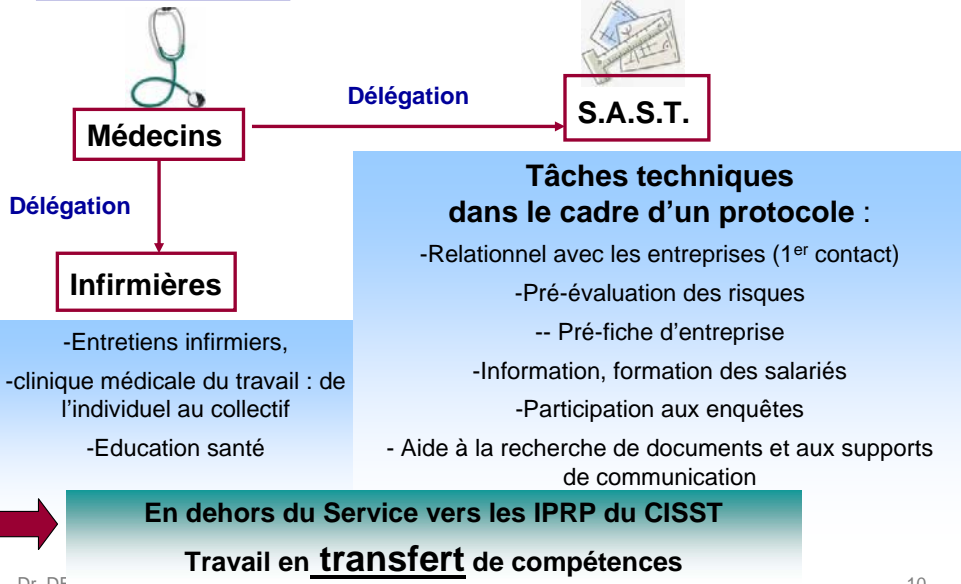 Délégation
S.A.S.T.
Médecins
Délégation
Infirmières
-Entretiens infirmiers,
-clinique médicale du travail : de
l'individuel au collectif
-Education santé
Tâches techniques
dans le cadre d'un protocole :
-Relationnel avec les entreprises (1er contact)
-Pré-évaluation des risques
-- Pré-fiche d'entreprise
-Information, formation des salariés
-Participation aux enquêtes
- Aide à la recherche de documents et aux supports
de communication
En dehors du Service vers les IPRP du CISST
Travail en transfert de compétences
Dr.